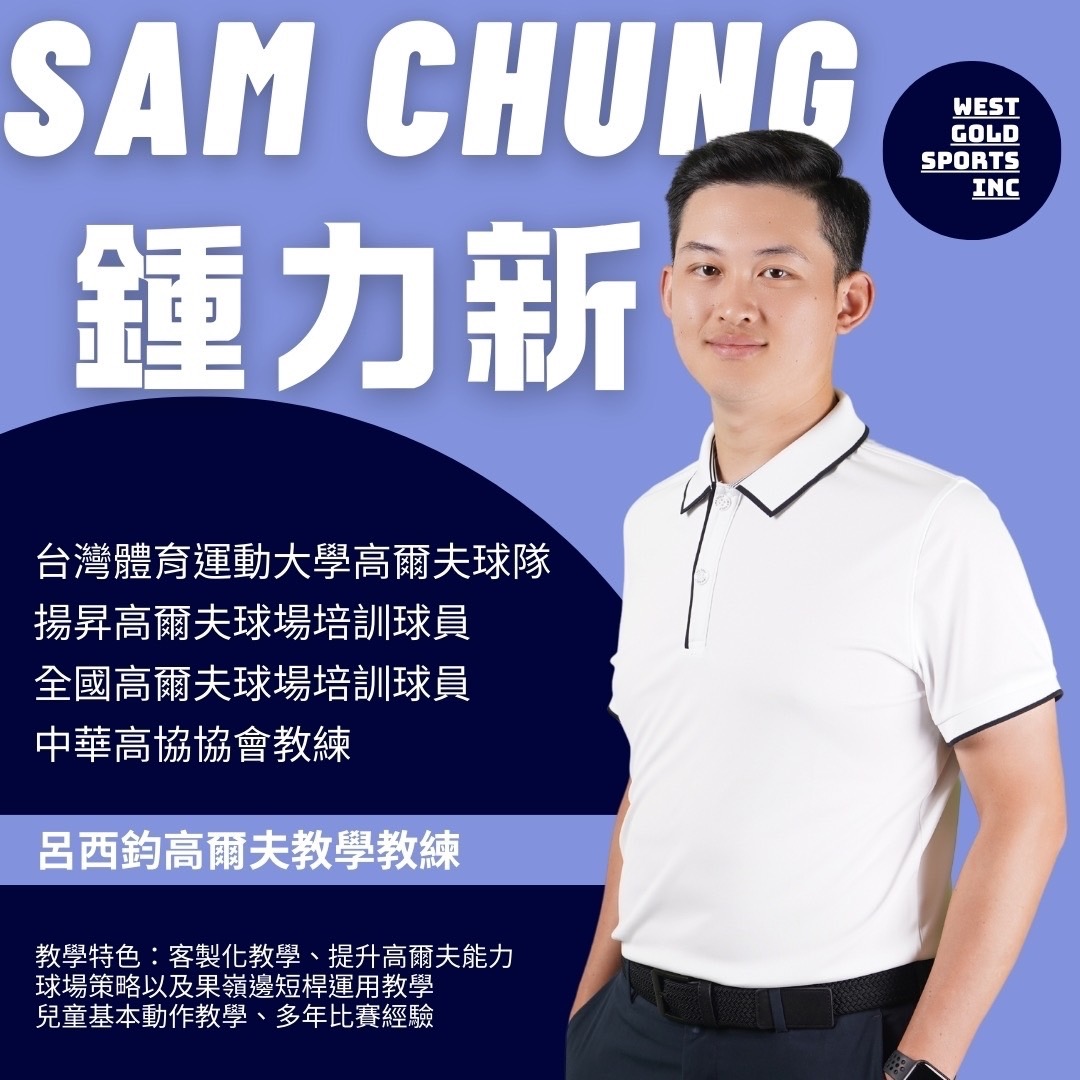 SAM CHUNG
WEST
GOLD
SPORTS
INC
鍾力新
台灣體育運動大學高爾夫球隊
揚昇高爾夫球場培訓球員
全國高爾夫球場培訓球員
中華高協協會教練
呂西鈞高爾夫教學教練
教學特色：客製化教學、提升高爾夫能力
球場策略以及果嶺邊短桿運用教學
兒童基本動作教學、多年比賽經驗